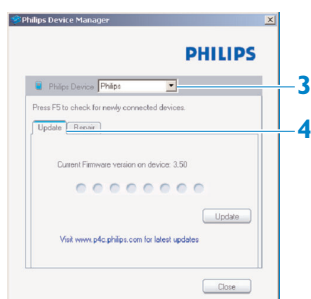 Philips Device Manager
PHILIPS
Philips Device Philips
3
Press F5 to check for newly connected devices.
Update Repair
4
Current Firmware version on device: 3.50
Update
Visit www.p4c.philips.com for latest updates
Close